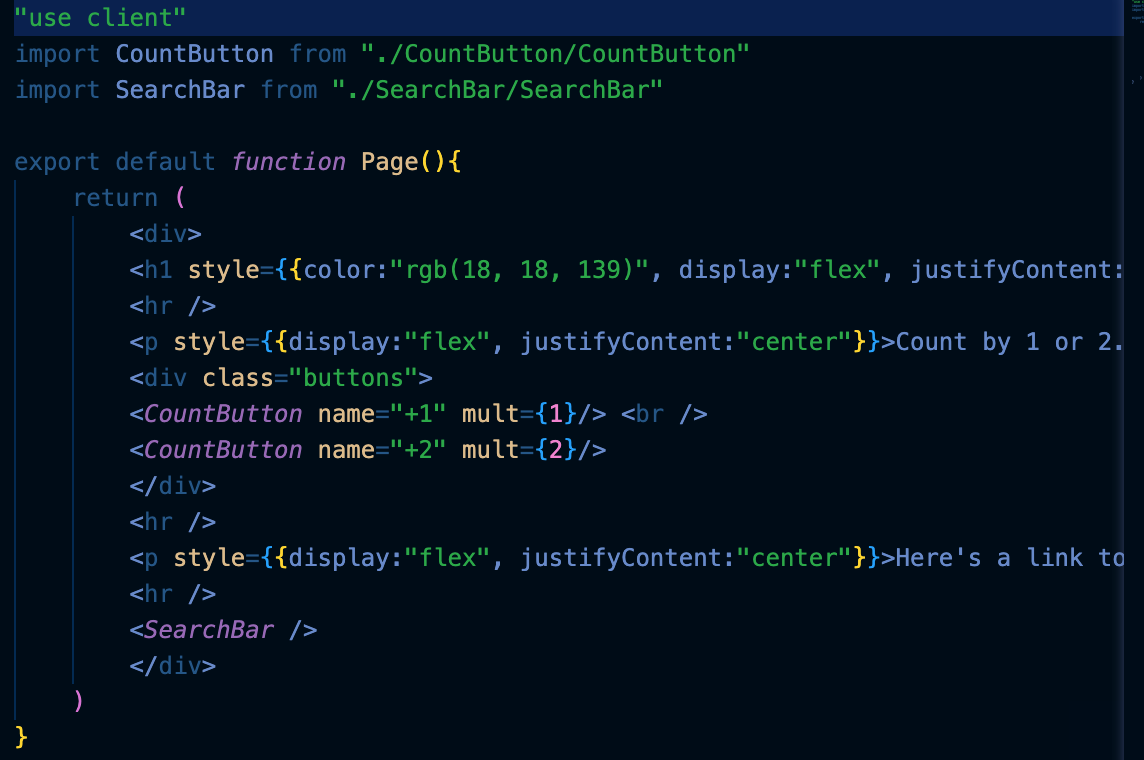 "use client"
import CountButton from "./CountButton/CountButton"
import SearchBar from "./SearchBar/SearchBar"

export default function Page(){
    return (
        <div>
        <h1 style={{color:"rgb(18, 18, 139)", display:"flex", justifyContent:
        <hr />
        <p style={{display:"flex", justifyContent:"center"}}>Count by 1 or 2.
        <div class="buttons">
        <CountButton name="+1" mult={1}/> <br />
        <CountButton name="+2" mult={2}/>
        </div>
        <hr />
        <p style={{display:"flex", justifyContent:"center"}}>Here's a link to
        <hr />
        <SearchBar />
        </div>
    )
}